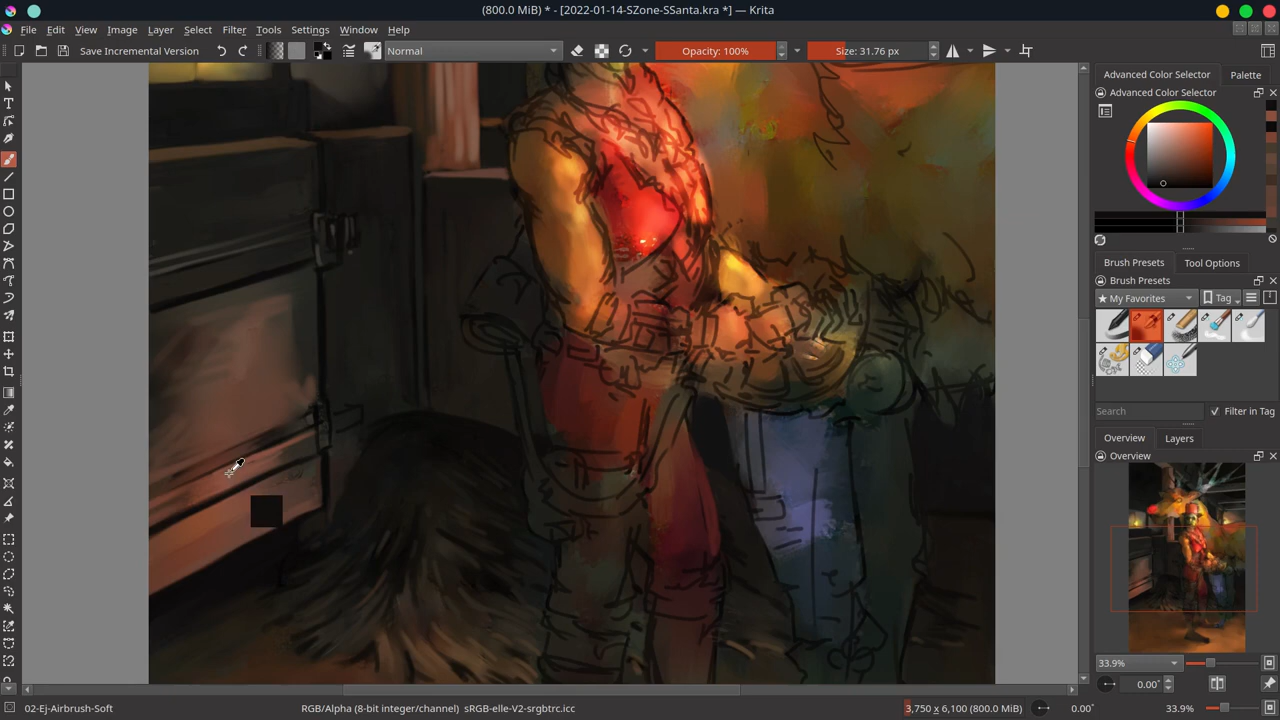 (800.0 MiB) * - [2022-01-14-SZone-SSanta.kra *] — Krita
File Edit View Image Layer Select Filter Tools Settings Window Help
Save Incremental Version Normal Opacity: 100% Size: 31.76 px
Advanced Color Selector Palette
Advanced Color Selector
Brush Presets Tool Options
Brush Presets
My Favorites Tag
Search Filter in Tag
Overview Layers
Overview
33.9%
0.00°
02-Ej-Airbrush-Soft RGB/Alpha (8-bit integer/channel) sRGB-elle-V2-srgbtrc.icc 3,750 x 6,100 (800.0 MiB) 0.00° 33.9%